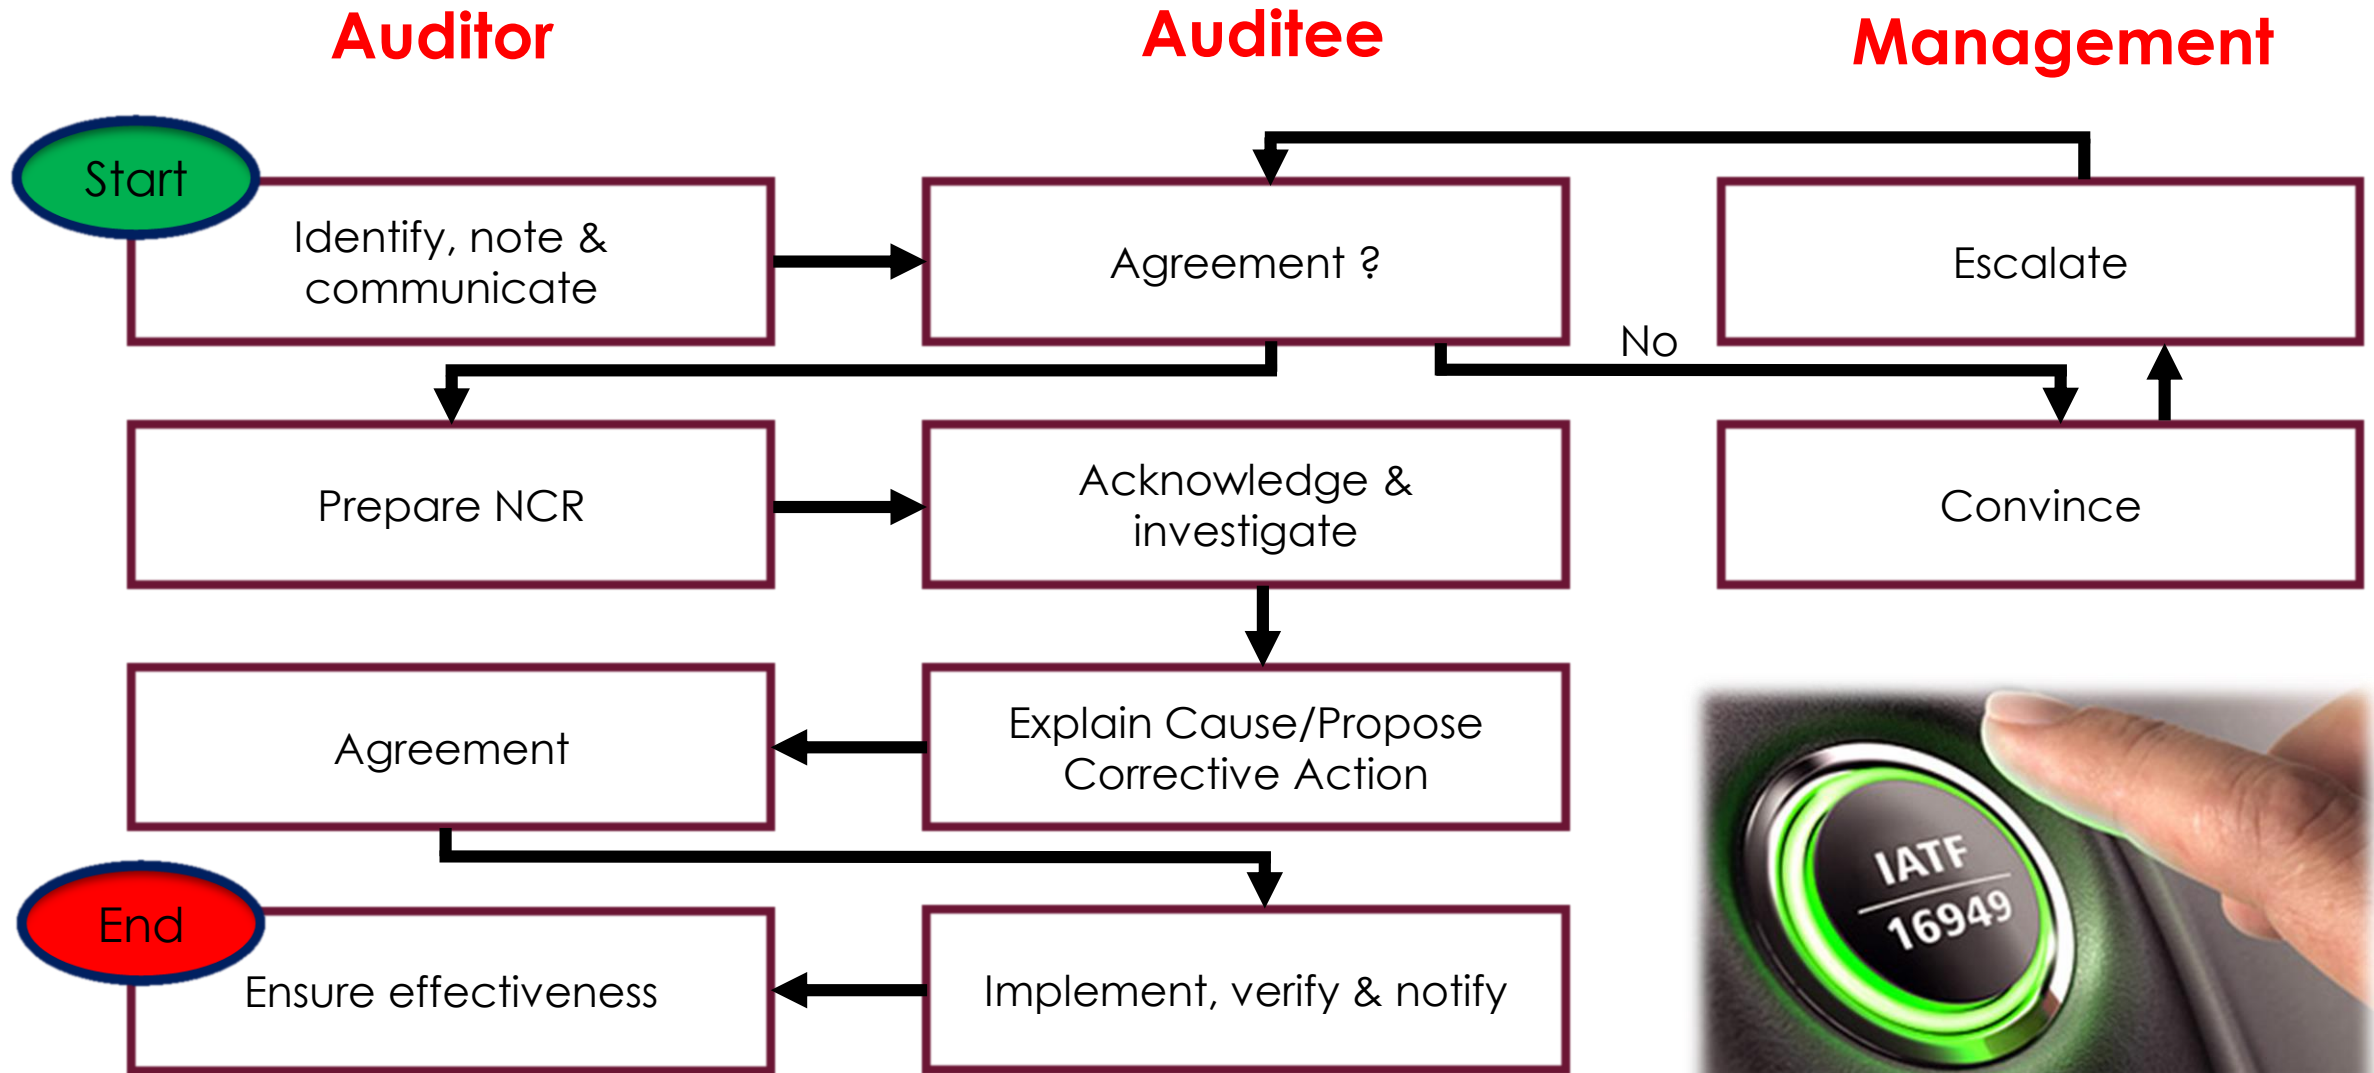 Auditor
Auditee
Management
Start
Identify, note &
communicate
Agreement ?
Escalate
No
Prepare NCR
Acknowledge &
investigate
Convince
Agreement
Explain Cause/Propose
Corrective Action
IATF
16949
End
Ensure effectiveness
Implement, verify & notify